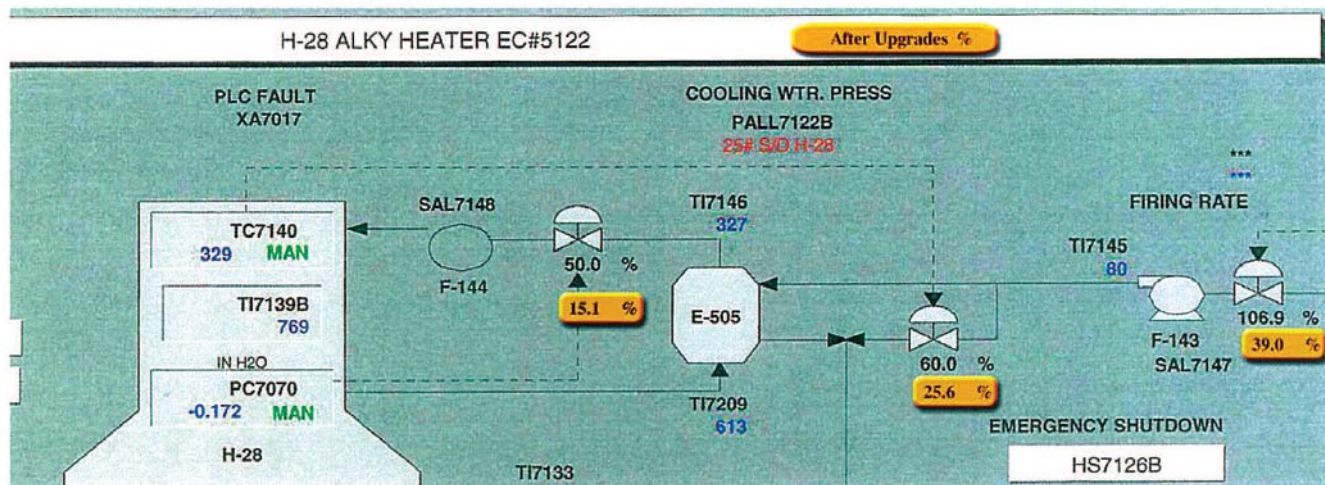 H-28 ALKY HEATER EC#5122
After Upgrades %
PLC FAULT
XA7017
COOLING WTR. PRESS
PALL7122B
25# S/D H-28
***
***
FIRING RATE
SAL7148
TI7146
327
TC7140
329 MAN
TI7145
80
50.0 %
15.1 %
F-144
TI7139B
769
E-505
106.9 %
39.0 %
F-143
SAL7147
60.0 %
25.6 %
IN H2O
PC7070
-0.172 MAN
TI7209
613
H-28
TI7133
EMERGENCY SHUTDOWN
HS7126B